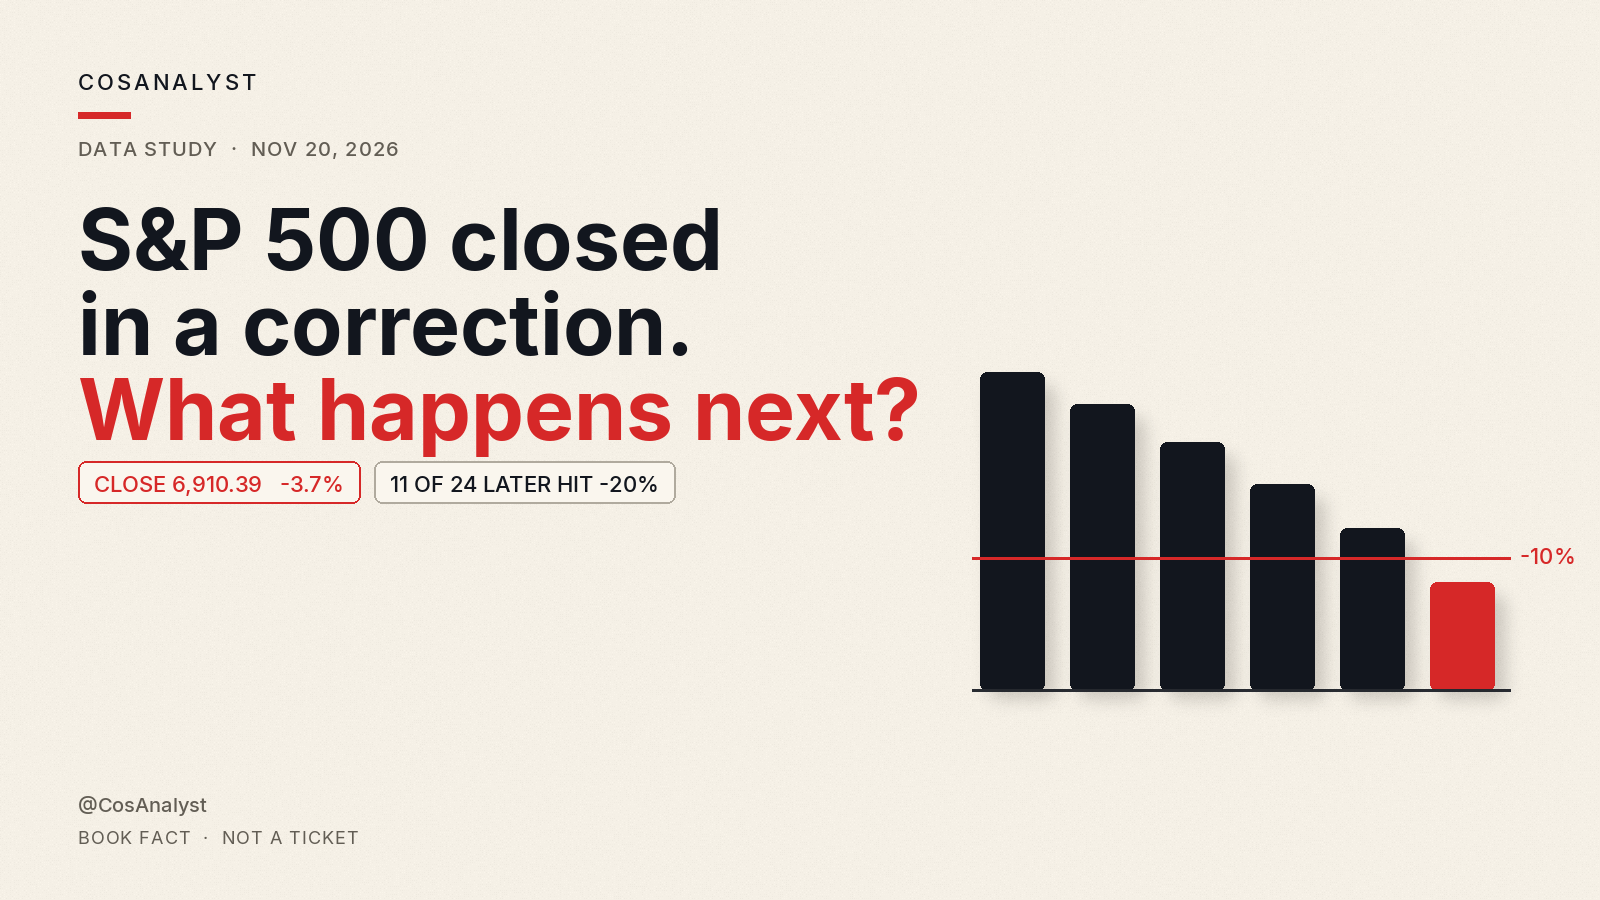 COSANALYST
DATA STUDY · NOV 20, 2026
S&P 500 closed
in a correction.
What happens next?
CLOSE 6,910.39 -3.7%
11 OF 24 LATER HIT -20%
-10%
@CosAnalyst
BOOK FACT · NOT A TICKET